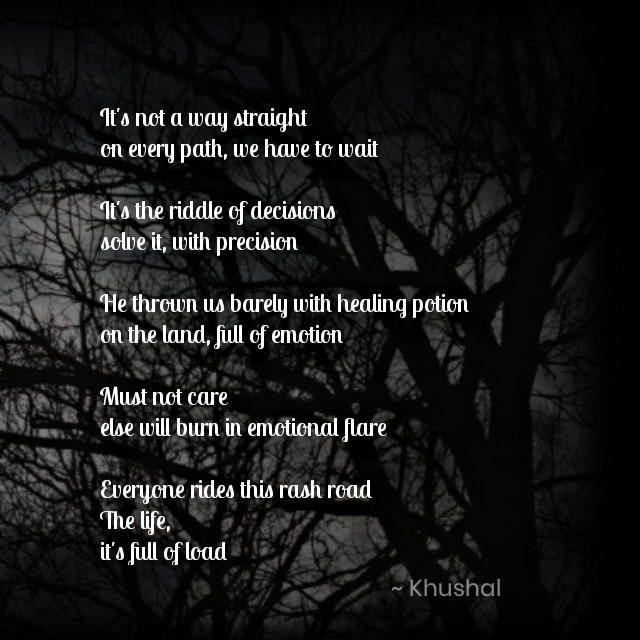 It's not a way straight
on every path, we have to wait
It's the riddle of decisions
solve it, with precision
He thrown us barely with healing potion
on the land, full of emotion
Must not care
else will burn in emotional flare
Everyone rides this rash road
The life,
it's full of load
~ Khushal